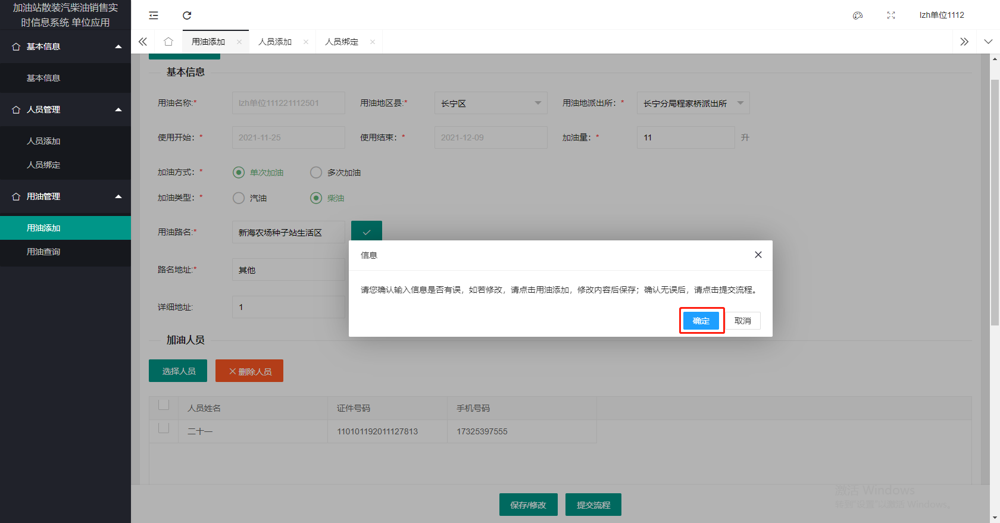 加油站散装汽柴油销售实
时信息系统 单位应用
lzh单位1112
基本信息
基本信息
人员管理
人员添加
人员绑定
用油管理
用油添加
用油查询
用油添加 人员添加 人员绑定
基本信息
用油名称:* lzh单位111221112501 用油地区县:* 长宁区 用油地派出所：* 长宁分局程家桥派出所
使用开始：* 2021-11-25 使用结束：* 2021-12-09 加油量：* 11 升
加油方式：* 单次加油 多次加油
加油类型：* 汽油 柴油
用油路名:* 新海农场种子站生活区
路名地址:* 其他
详细地址: 1
信息
请您确认输入信息是否有误，如若修改，请点击用油添加，修改内容后保存；确认无误后，请点击提交流程。
确定 取消
加油人员
选择人员 删除人员
人员姓名 证件号码 手机号码
二十一 110101192011127813 17325397555
保存/修改 提交流程
激活 Windows
转到"设置"以激活 Windows。